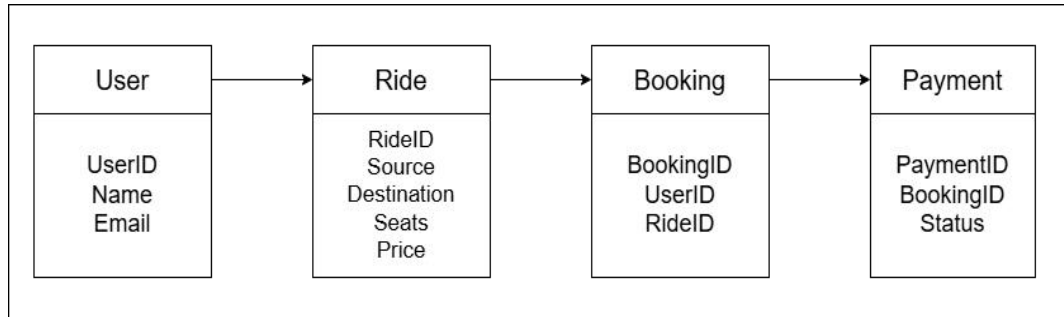 User
UserID
Name
Email
Ride
RideID
Source
Destination
Seats
Price
Booking
BookingID
UserID
RideID
Payment
PaymentID
BookingID
Status